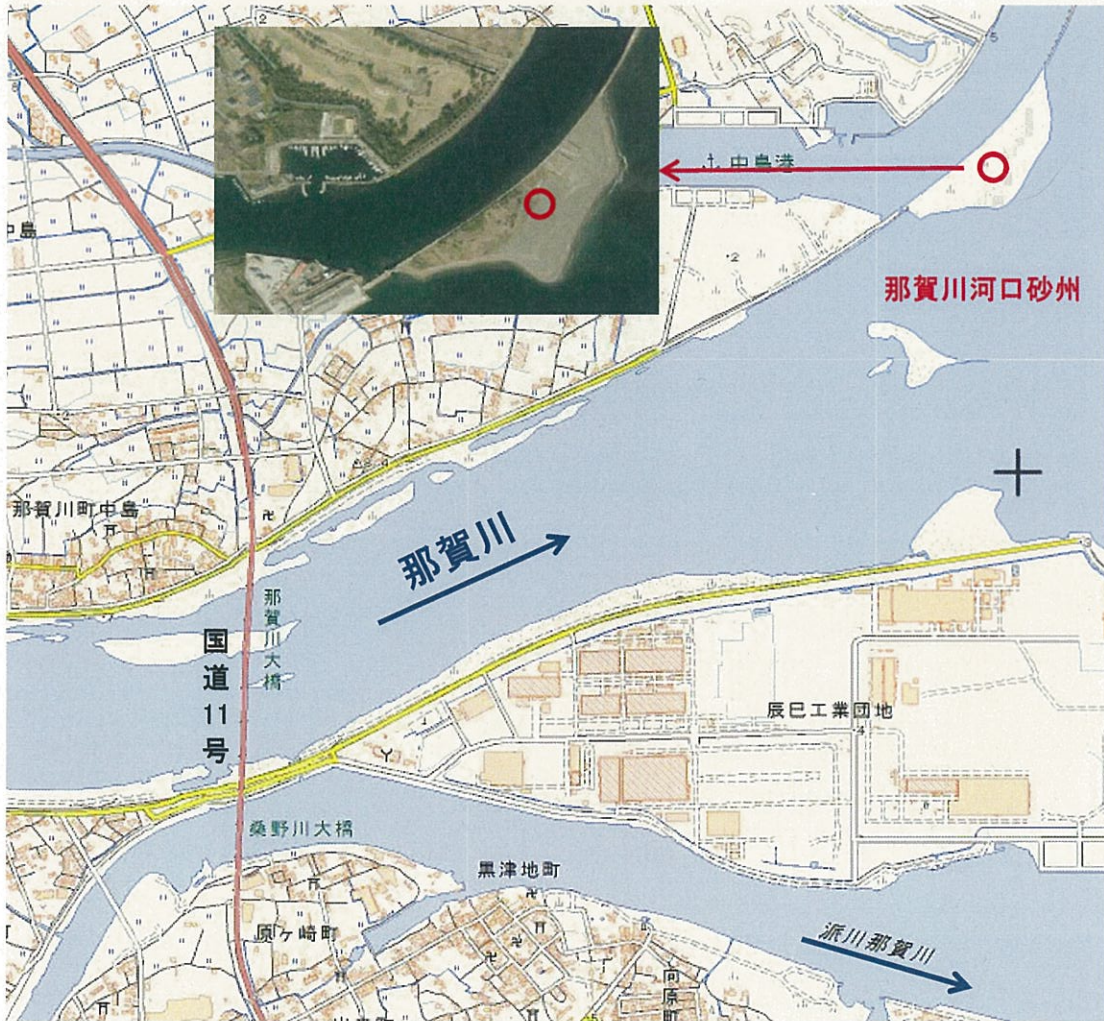 中島港
2
中島
那賀川河口砂州
那賀川町中島
那賀川
那賀川大橋
国道11号
辰巳工業団地
4
桑野川大橋
黒津地町
原ヶ崎町
派川那賀川
向原町